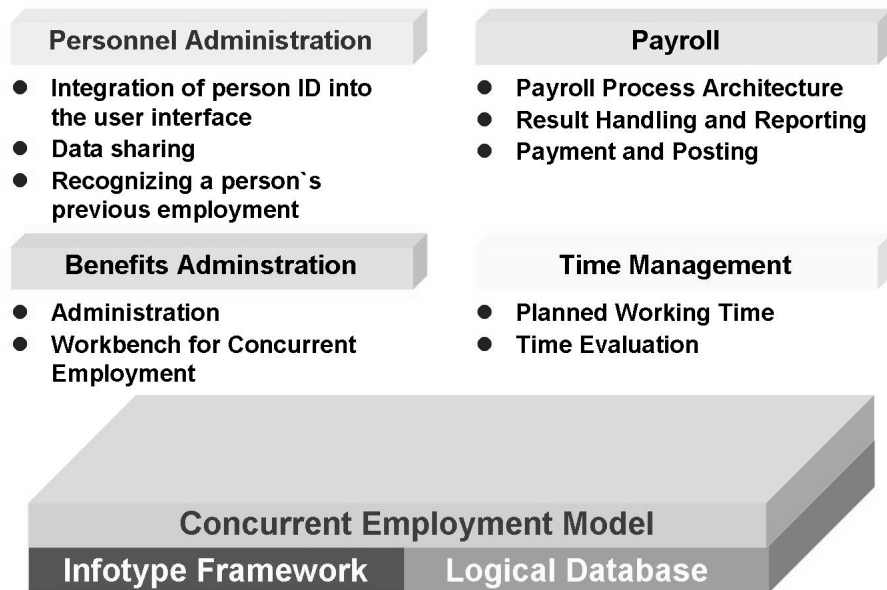 Personnel Administration
● Integration of person ID into
the user interface
● Data sharing
● Recognizing a person`s
previous employment
Payroll
● Payroll Process Architecture
● Result Handling and Reporting
● Payment and Posting
Benefits Adminstration
● Administration
● Workbench for Concurrent
Employment
Time Management
● Planned Working Time
● Time Evaluation
Concurrent Employment Model
Infotype Framework
Logical Database